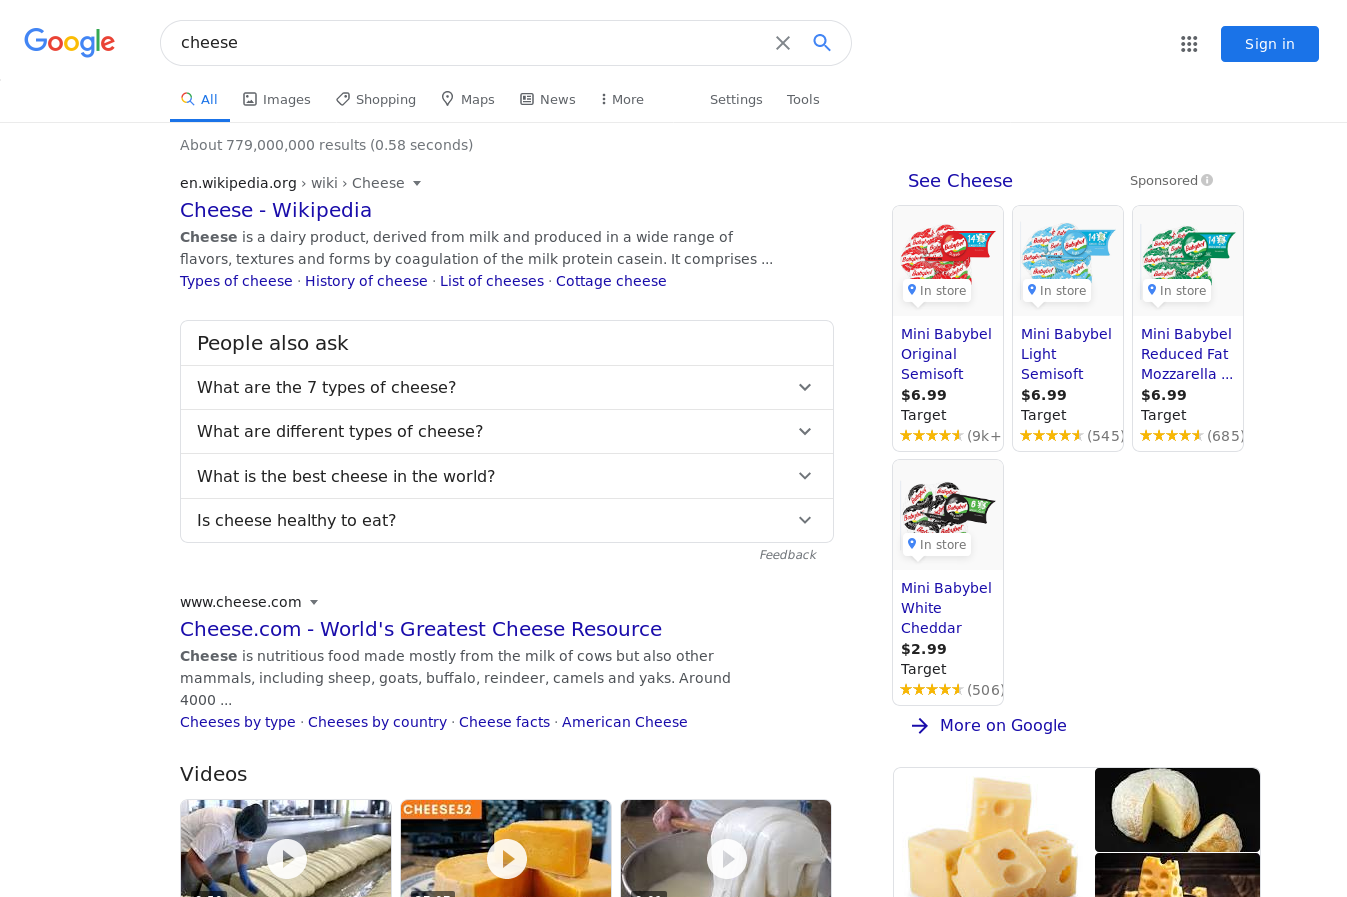 Google
cheese
Sign in
All
Images
Shopping
Maps
News
More
Settings
Tools
About 779,000,000 results (0.58 seconds)
en.wikipedia.org › wiki › Cheese
Cheese - Wikipedia
Cheese is a dairy product, derived from milk and produced in a wide range of
flavors, textures and forms by coagulation of the milk protein casein. It comprises ...
Types of cheese · History of cheese · List of cheeses · Cottage cheese
People also ask
What are the 7 types of cheese?
What are different types of cheese?
What is the best cheese in the world?
Is cheese healthy to eat?
Feedback
www.cheese.com
Cheese.com - World's Greatest Cheese Resource
Cheese is nutritious food made mostly from the milk of cows but also other
mammals, including sheep, goats, buffalo, reindeer, camels and yaks. Around
4000 ...
Cheeses by type · Cheeses by country · Cheese facts · American Cheese
Videos
CHEESE52
See Cheese
Sponsored
Babybel
In store
Mini Babybel
Original
Semisoft
$6.99
Target
(9k+
Babybel
In store
Mini Babybel
Light
Semisoft
$6.99
Target
(545)
Babybel
In store
Mini Babybel
Reduced Fat
Mozzarella ...
$6.99
Target
(685)
Babybel
In store
Mini Babybel
White
Cheddar
$2.99
Target
(506)
More on Google